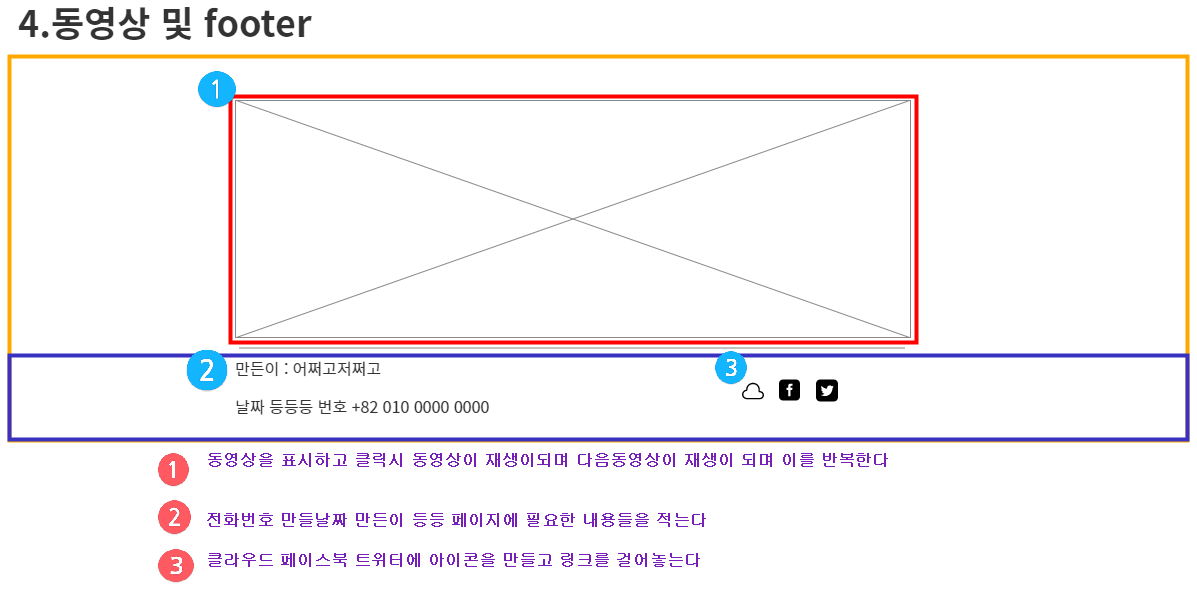 4.동영상 및 footer
1
2
만든이 : 어쩌고저쩌고
3
날짜 등등등 번호 +82 010 0000 0000
1 동영상을 표시하고 클릭시 동영상이 재생이되며 다음동영상이 재생이 되며 이를 반복한다
2 전화번호 만들날짜 만든이 등등 페이지에 필요한 내용들을 적는다
3 클라우드 페이스북 트위터에 아이콘을 만들고 링크를 걸어놓는다